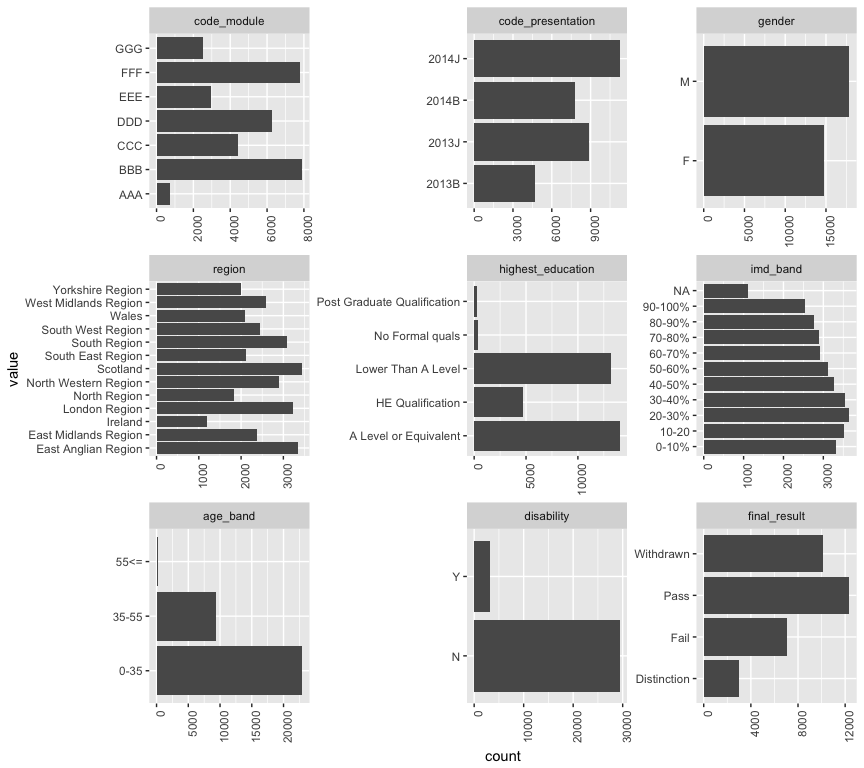 code_module
GGG
FFF
EEE
DDD
CCC
BBB
AAA
0
2000
4000
6000
8000
code_presentation
2014J
2014B
2013J
2013B
0
3000
6000
9000
gender
M
F
0
5000
10000
15000
value
region
Yorkshire Region
West Midlands Region
Wales
South West Region
South Region
South East Region
Scotland
North Western Region
North Region
London Region
Ireland
East Midlands Region
East Anglian Region
0
1000
2000
3000
highest_education
Post Graduate Qualification
No Formal quals
Lower Than A Level
HE Qualification
A Level or Equivalent
0
5000
10000
imd_band
NA
90-100%
80-90%
70-80%
60-70%
50-60%
40-50%
30-40%
20-30%
10-20
0-10%
0
1000
2000
3000
age_band
55<=
35-55
0-35
0
5000
10000
15000
20000
disability
Y
N
0
10000
20000
30000
final_result
Withdrawn
Pass
Fail
Distinction
0
4000
8000
12000
count